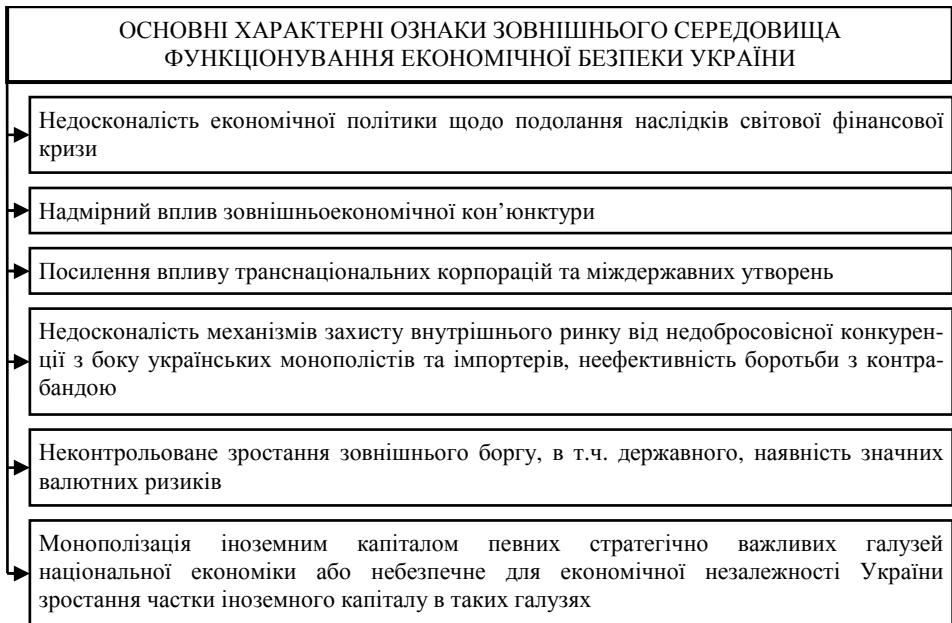 ОСНОВНІ ХАРАКТЕРНІ ОЗНАКИ ЗОВНІШНЬОГО СЕРЕДОВИЩА
ФУНКЦІОНУВАННЯ ЕКОНОМІЧНОЇ БЕЗПЕКИ УКРАЇНИ
Недосконалість економічної політики щодо подолання наслідків світової фінансової
кризи
Надмірний вплив зовнішньоекономічної кон’юнктури
Посилення впливу транснаціональних корпорацій та міждержавних утворень
Недосконалість механізмів захисту внутрішнього ринку від недобросовісної конкурен-
ції з боку українських монополістів та імпортерів, неефективність боротьби з контра-
бандою
Неконтрольоване зростання зовнішнього боргу, в т.ч. державного, наявність значних
валютних ризиків
Монополізація іноземним капіталом певних стратегічно важливих галузей
національної економіки або небезпечне для економічної незалежності України
зростання частки іноземного капіталу в таких галузях